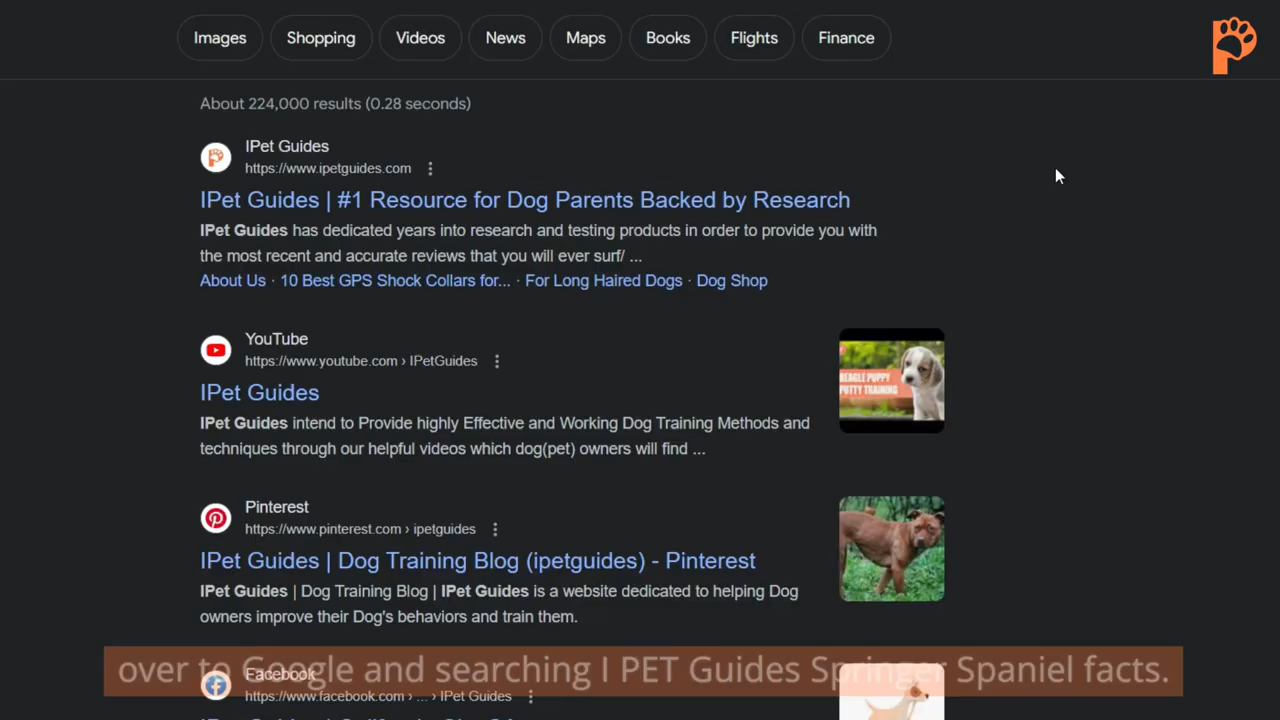 Images Shopping Videos News Maps Books Flights Finance
About 224,000 results (0.28 seconds)
IPet Guides
https://www.ipetguides.com
IPet Guides | #1 Resource for Dog Parents Backed by Research
IPet Guides has dedicated years into research and testing products in order to provide you with
the most recent and accurate reviews that you will ever surf/ ...
About Us · 10 Best GPS Shock Collars for... · For Long Haired Dogs · Dog Shop
YouTube
https://www.youtube.com › IPetGuides
IPet Guides
IPet Guides intend to Provide highly Effective and Working Dog Training Methods and
techniques through our helpful videos which dog(pet) owners will find ...
BEAGLE PUPPY
PUTTY TRAINING
Pinterest
https://www.pinterest.com › ipetguides
IPet Guides | Dog Training Blog (ipetguides) - Pinterest
IPet Guides | Dog Training Blog | IPet Guides is a website dedicated to helping Dog
owners improve their Dog's behaviors and train them.
over to Google and searching I PET Guides Springer Spaniel facts.
Facebook
https://www.facebook.com › ... › IPet Guides